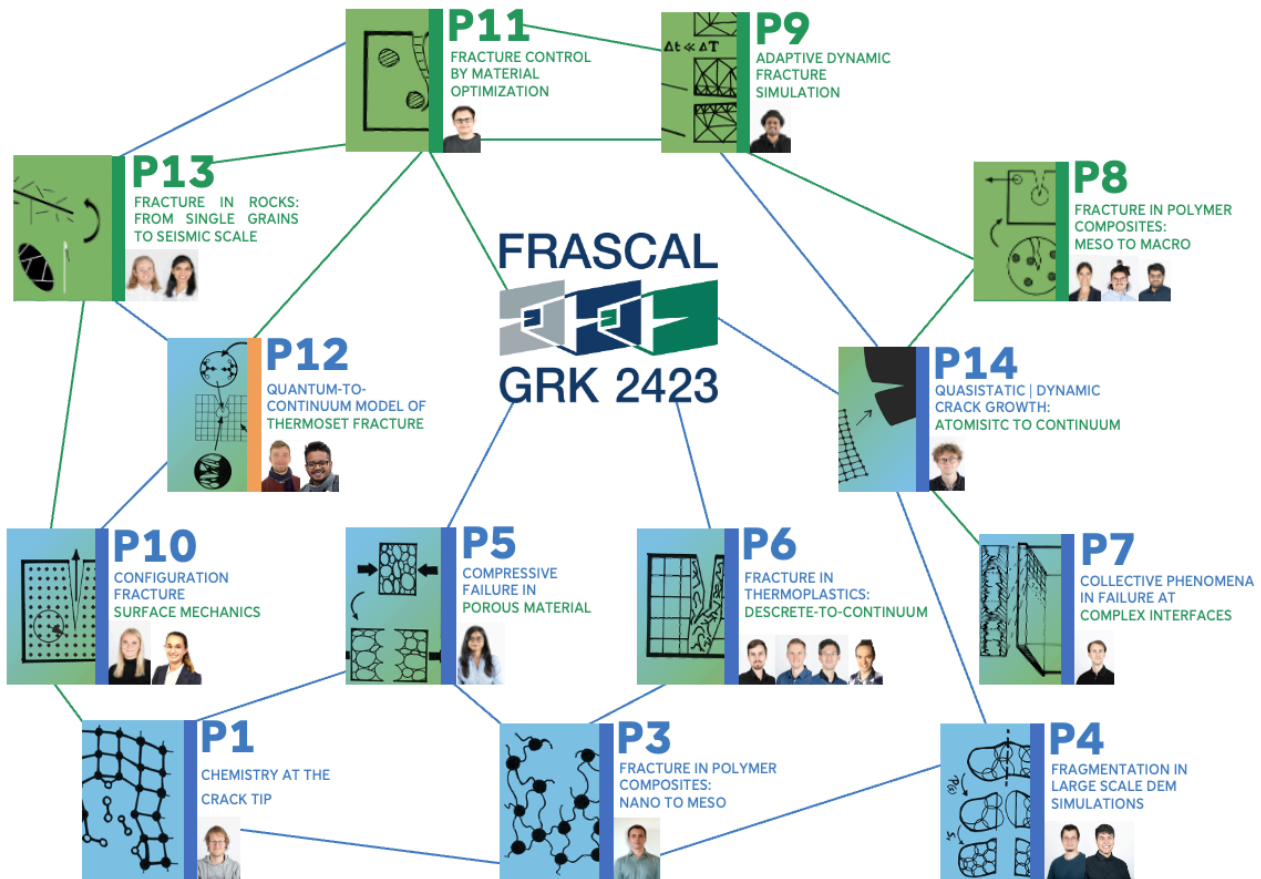 P11
FRACTURE CONTROL
BY MATERIAL
OPTIMIZATION
Δt ≪ ΔT
P9
ADAPTIVE DYNAMIC
FRACTURE
SIMULATION
P13
FRACTURE IN ROCKS:
FROM SINGLE GRAINS
TO SEISMIC SCALE
P8
FRACTURE IN POLYMER
COMPOSITES:
MESO TO MACRO
FRASCAL
GRK 2423
P12
QUANTUM-TO-
CONTINUUM MODEL OF
THERMOSET FRACTURE
P14
QUASISTATIC | DYNAMIC
CRACK GROWTH:
ATOMISITC TO CONTINUUM
P10
CONFIGURATION
FRACTURE
SURFACE MECHANICS
P5
COMPRESSIVE
FAILURE IN
POROUS MATERIAL
P6
FRACTURE IN
THERMOPLASTICS:
DESCRETE-TO-CONTINUUM
P7
COLLECTIVE PHENOMENA
IN FAILURE AT
COMPLEX INTERFACES
P1
CHEMISTRY AT THE
CRACK TIP
P3
FRACTURE IN POLYMER
COMPOSITES:
NANO TO MESO
P4
FRAGMENTATION IN
LARGE SCALE DEM
SIMULATIONS